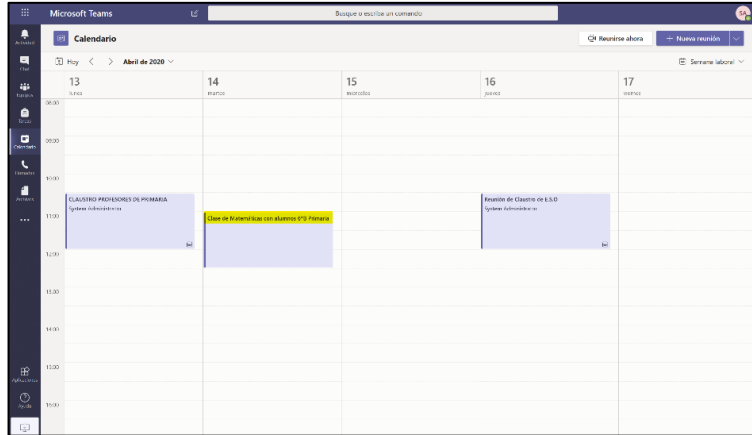 Microsoft Teams
Busque o escriba un comando
SA
Actividad
Chat
Equipos
Tareas
Calendario
Llamadas
Archivos
Aplicaciones
Ayuda
Calendario
Reunirse ahora
+ Nueva reunión
Hoy
Abril de 2020
Semana laboral
13
lunes
14
martes
15
miércoles
16
jueves
17
viernes
08:00
09:00
10:00
11:00
12:00
13:00
14:00
15:00
16:00
CLAUSTRO PROFESORES DE PRIMARIA
System Administrator
Clase de Matemáticas con alumnos 6ºB Primaria
Reunión de Claustro de E.S.O
System Administrator